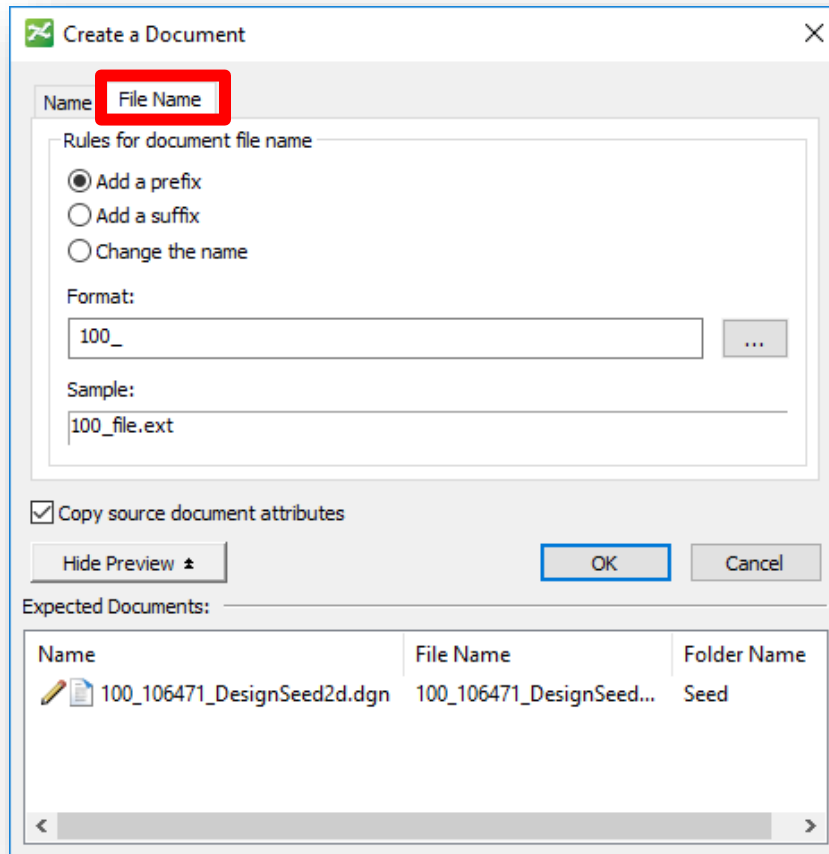 Create a Document
Name File Name
Rules for document file name
Add a prefix
Add a suffix
Change the name
Format:
100_
...
Sample:
100_file.ext
Copy source document attributes
Hide Preview
OK Cancel
Expected Documents:
Name File Name Folder Name
100_106471_DesignSeed2d.dgn 100_106471_DesignSeed... Seed